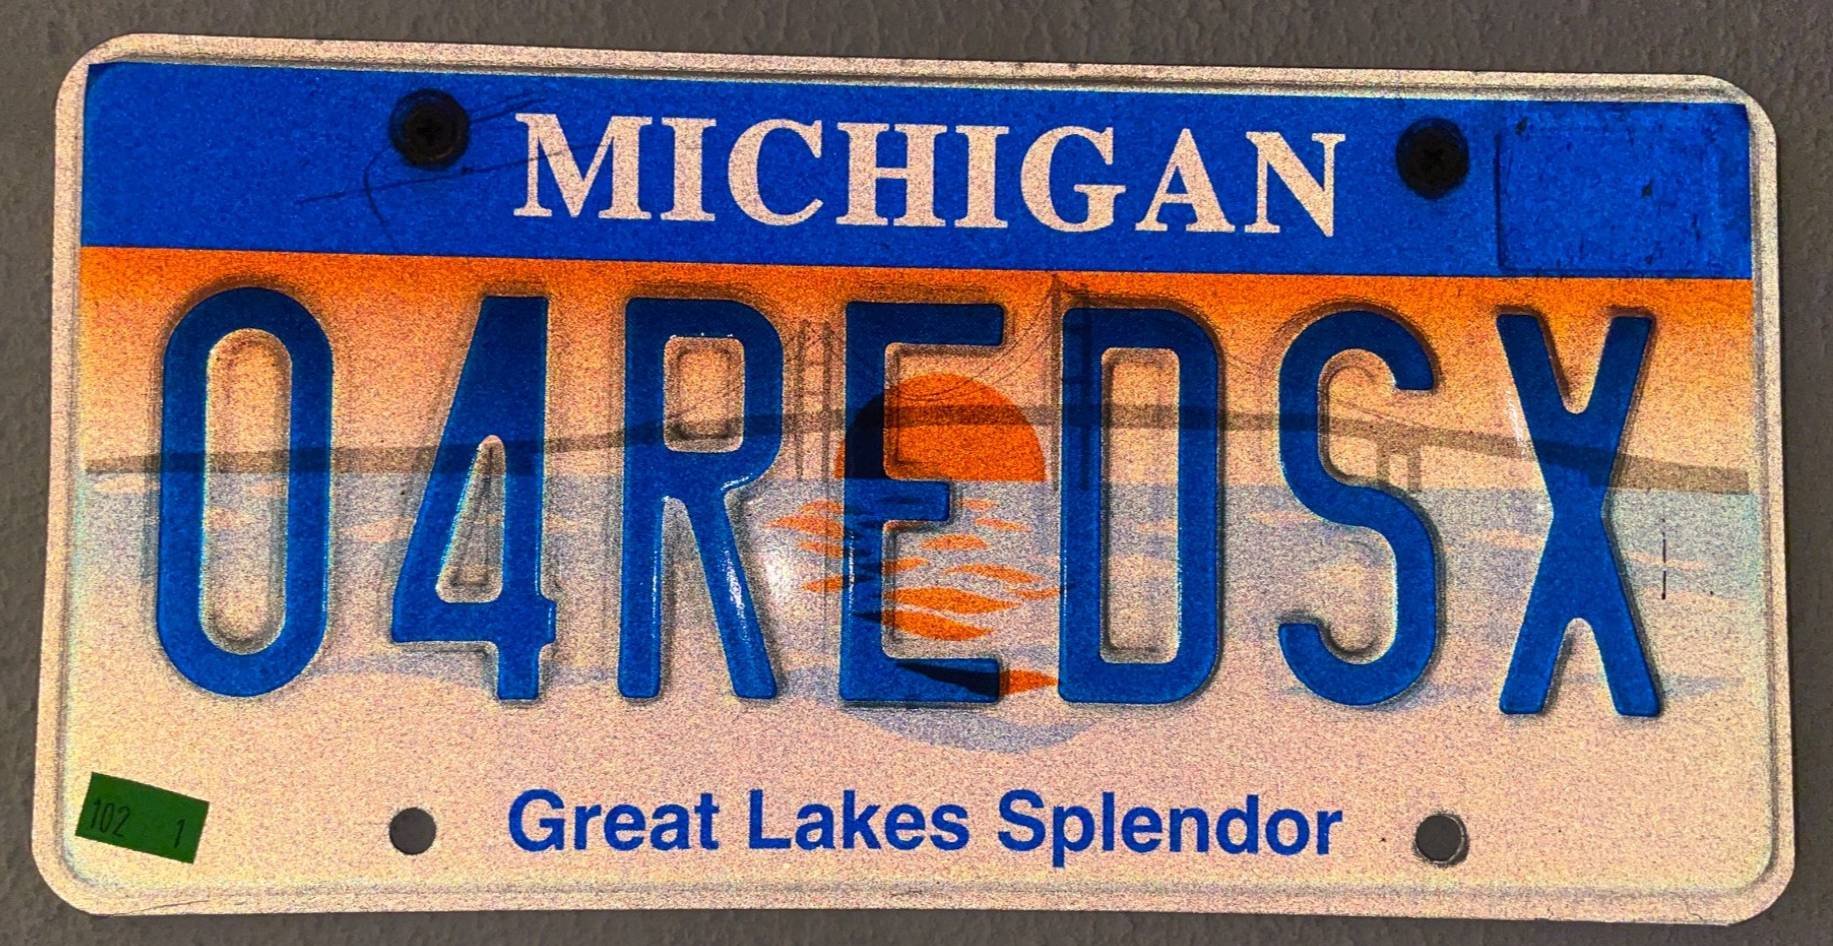 MICHIGAN
04REDSX
102 1
Great Lakes Splendor